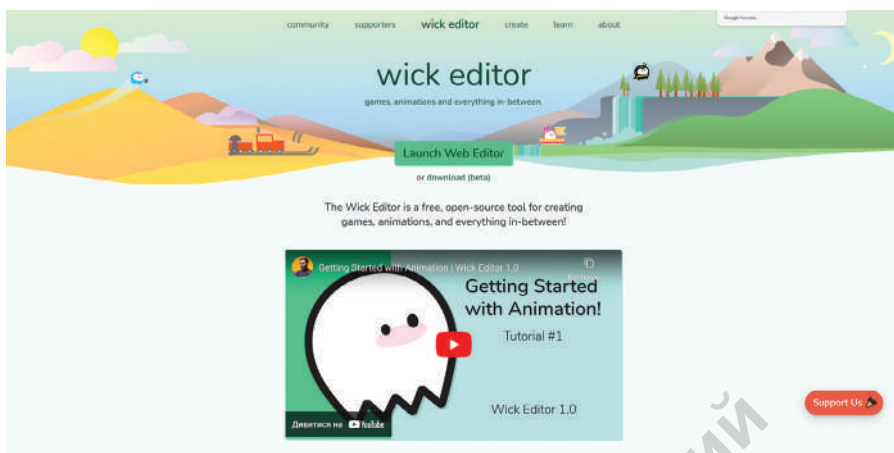 community supporters wick editor create learn about
Google Translate
wick editor
games, animations and everything in-between.
Launch Web Editor
or download (beta)
The Wick Editor is a free, open-source tool for creating
games, animations, and everything in-between!
Getting Started with Animation | Wick Editor 1.0
Getting Started
with Animation!
Tutorial #1
Wick Editor 1.0
Дивитися на YouTube
Support Us